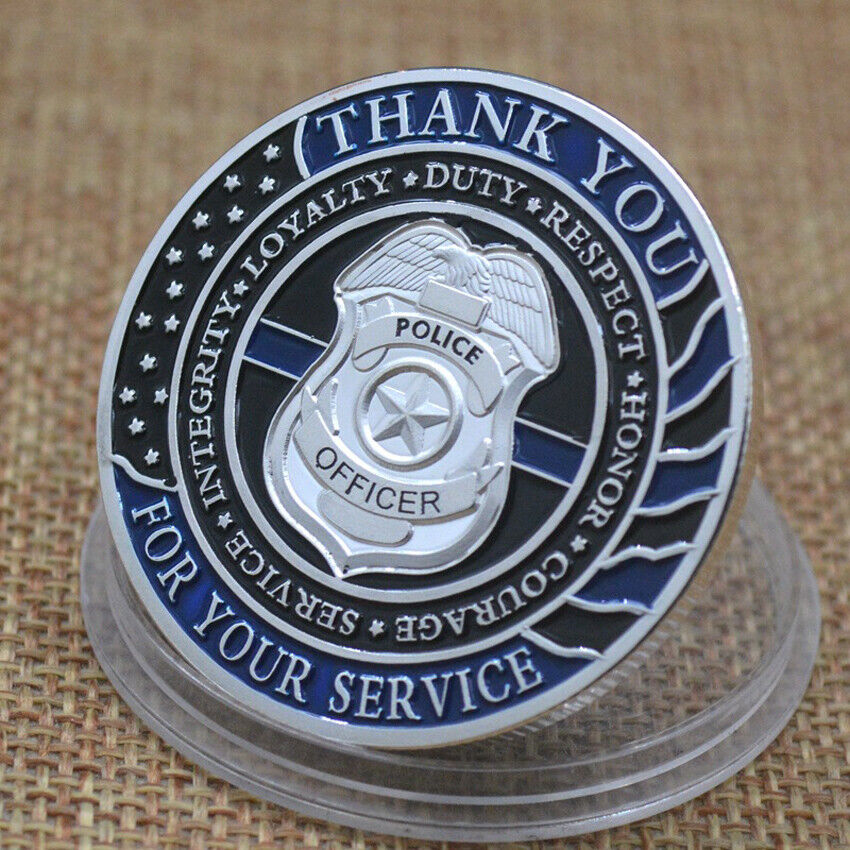 THANK YOU
FOR YOUR SERVICE
LOYALTY ★ DUTY ★ RESPECT ★ HONOR ★ COURAGE ★ SERVICE ★ INTEGRITY ★
POLICE
OFFICER